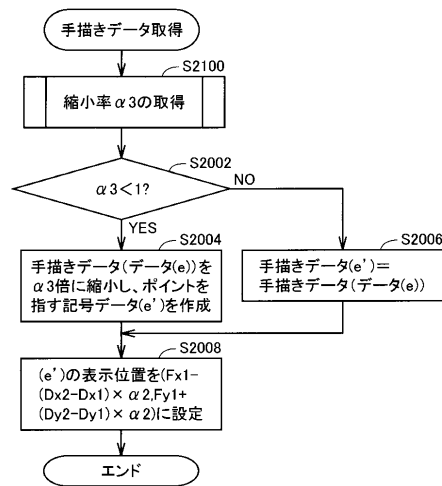 手描きデータ取得
S2100
縮小率α3の取得
S2002
α3<1?
NO
YES
S2004
手描きデータ(データ(e))を
α3倍に縮小し、ポイントを
指す記号データ(e')を作成
S2006
手描きデータ(e')=
手描きデータ(データ(e))
S2008
(e')の表示位置を(Fx1-
(Dx2-Dx1)×α2,Fy1+
(Dy2-Dy1)×α2)に設定
エンド